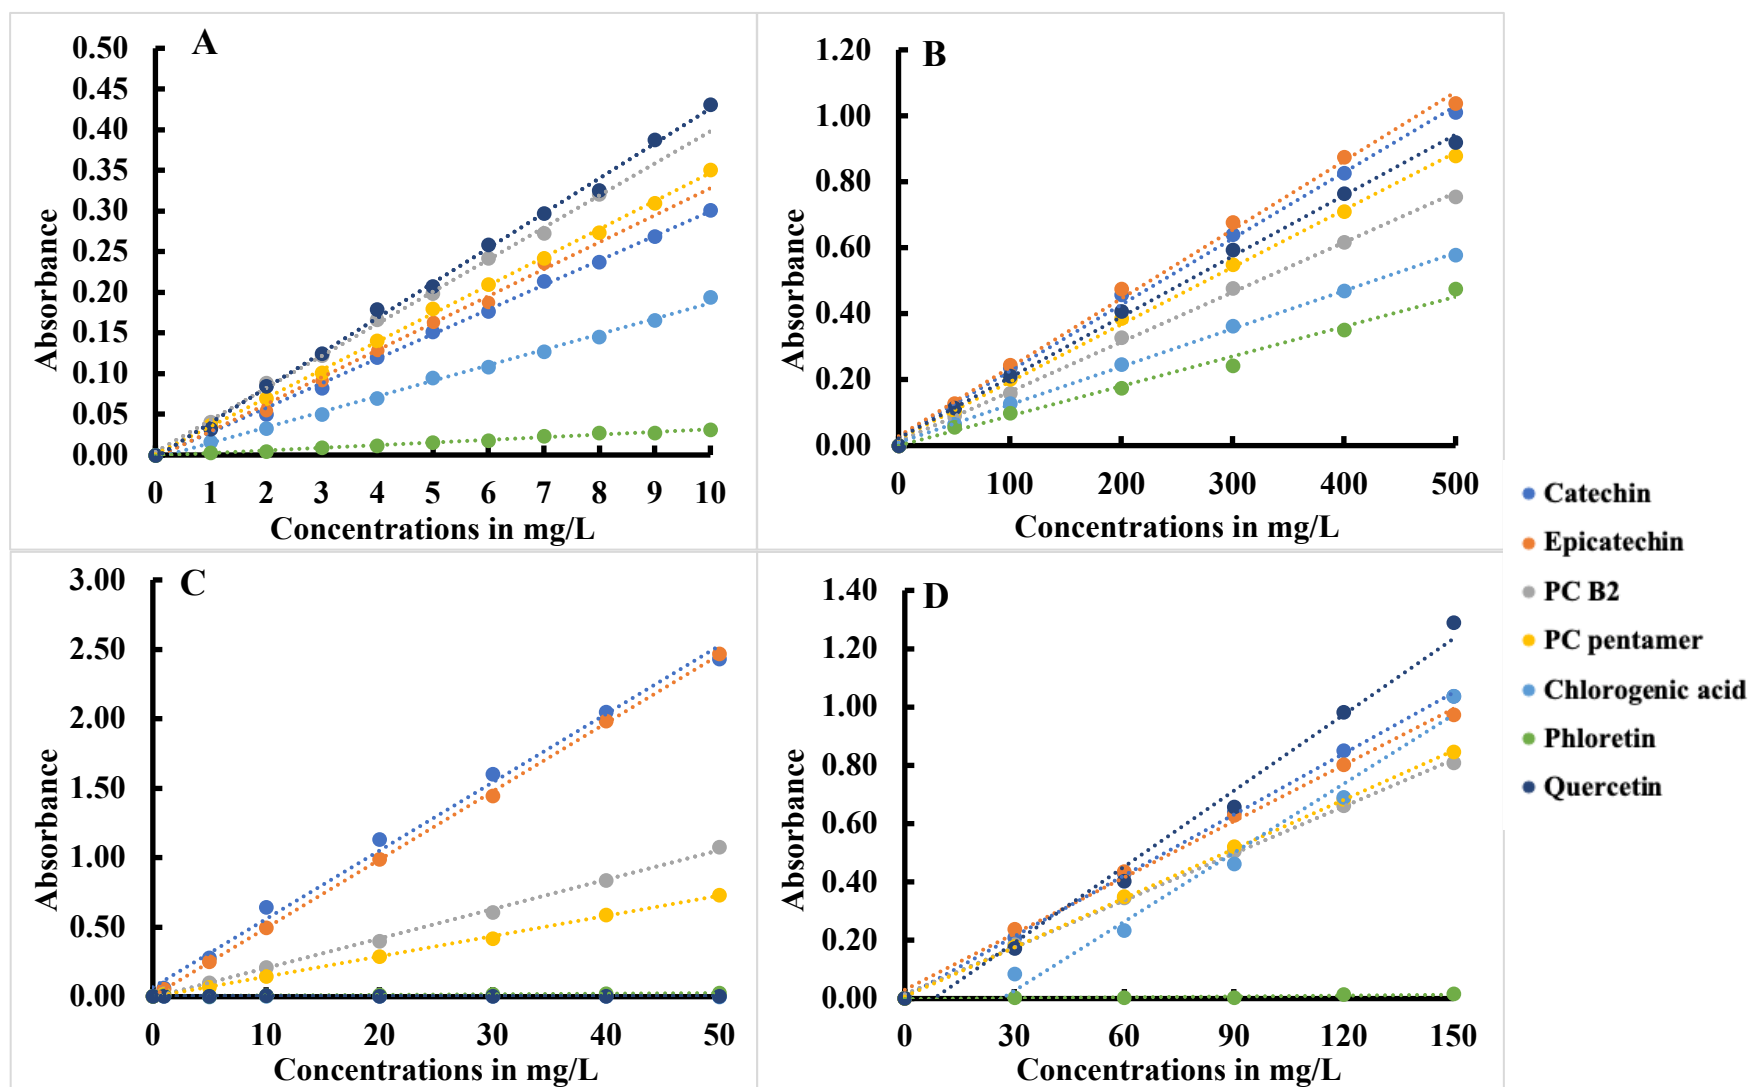 A
0.50
0.45
0.40
0.35
0.30
0.25
0.20
0.15
0.10
0.05
0.00
Absorbance
0 1 2 3 4 5 6 7 8 9 10
Concentrations in mg/L
B
1.20
1.00
0.80
0.60
0.40
0.20
0.00
Absorbance
0 100 200 300 400 500
Concentrations in mg/L
C
3.00
2.50
2.00
1.50
1.00
0.50
0.00
Absorbance
0 10 20 30 40 50
Concentrations in mg/L
D
1.40
1.20
1.00
0.80
0.60
0.40
0.20
0.00
Absorbance
0 30 60 90 120 150
Concentrations in mg/L
Catechin
Epicatechin
PC B2
PC pentamer
Chlorogenic acid
Phloretin
Quercetin